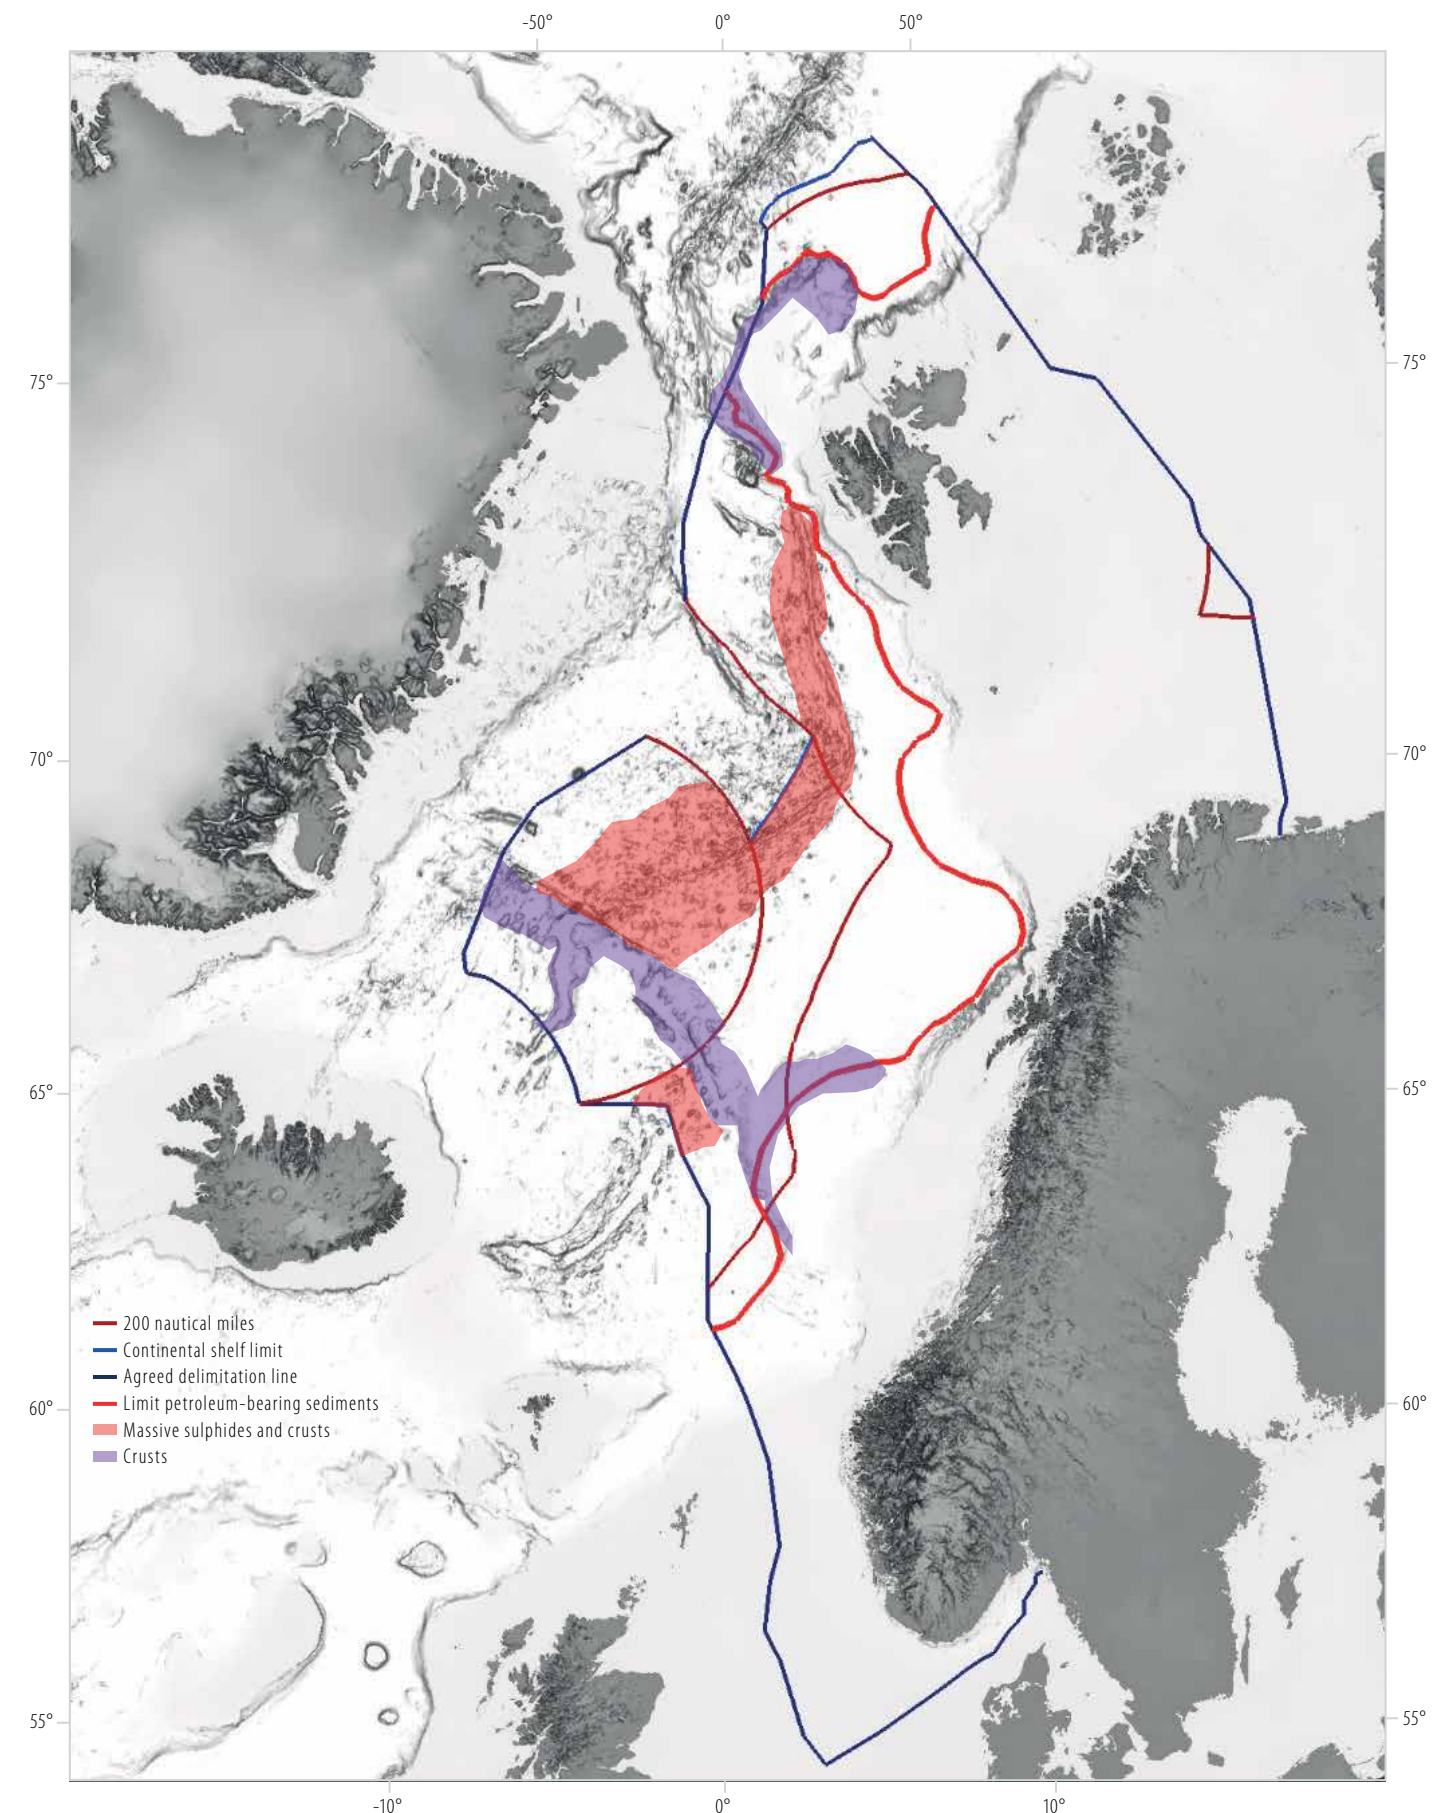 -50° 0° 50°
75° 75°
70° 70°
65° 65°
200 nautical miles
Continental shelf limit
Agreed delimitation line
Limit petroleum-bearing sediments
60° 60°
Massive sulphides and crusts
Crusts
55° 55°
-10° 0° 10°